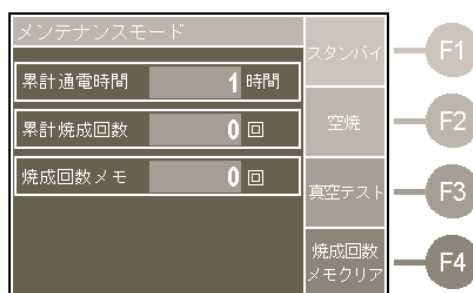 メンテナンスモード
累計通電時間 1 時間
累計焼成回数 0 回
焼成回数メモ 0 回
スタンバイ
空焼
真空テスト
焼成回数
メモクリア
F1
F2
F3
F4